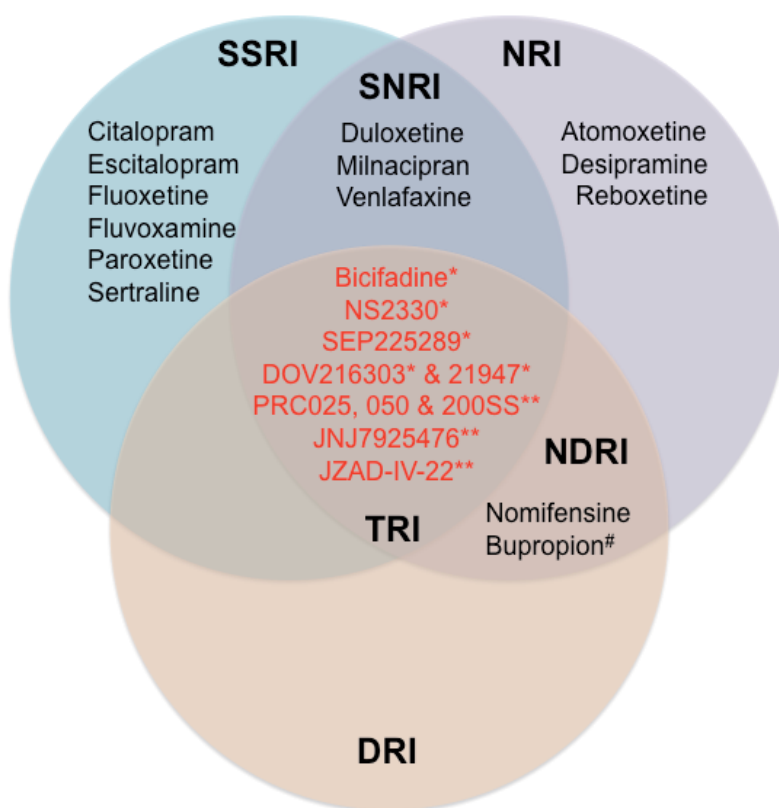 SSRI
NRI
SNRI
Citalopram
Escitalopram
Fluoxetine
Fluvoxamine
Paroxetine
Sertraline
Duloxetine
Milnacipran
Venlafaxine
Atomoxetine
Desipramine
Reboxetine
Bicifadine*
NS2330*
SEP225289*
DOV216303* & 21947*
PRC025, 050 & 200SS**
JNJ7925476**
JZAD-IV-22**
TRI
NDRI
Nomifensine
Bupropion#
DRI